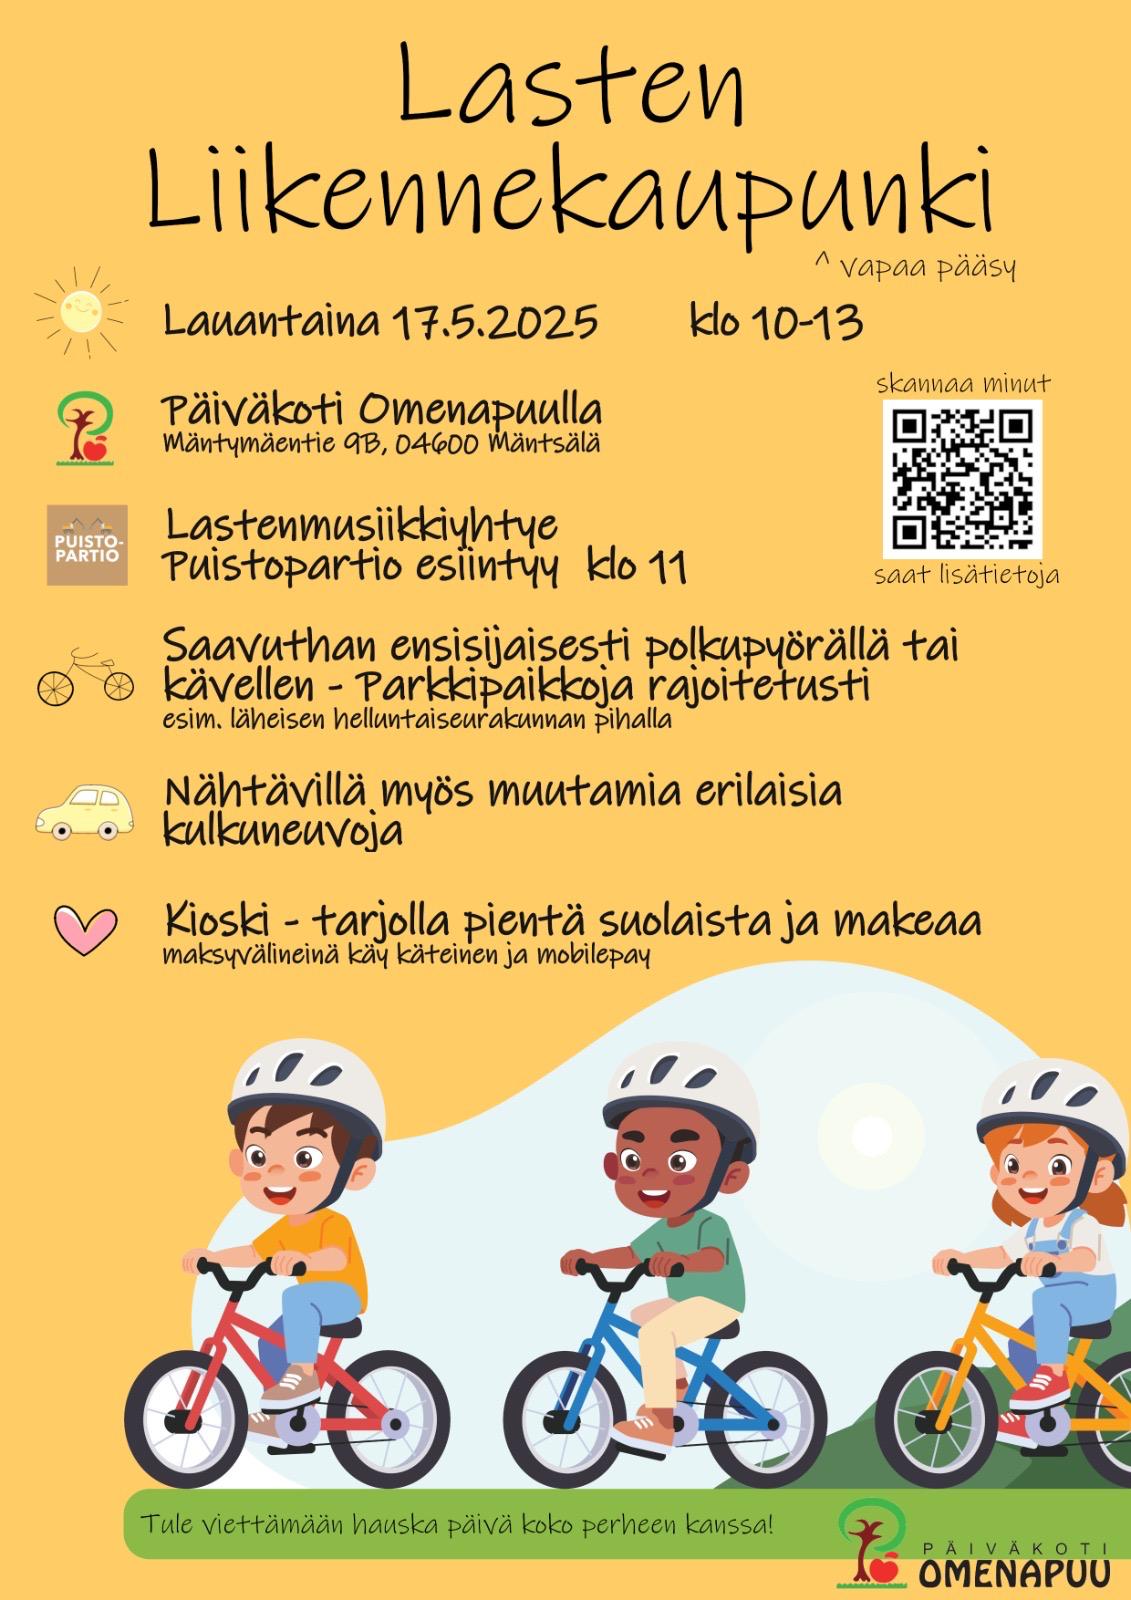 Lasten
Liikennekaupunki
^ vapaa pääsy
Lauantaina 17.5.2025 klo 10-13
Päiväkoti Omenapuulla
Mäntymäentie 9B, 04600 Mäntsälä
skannaa minut
saat lisätietoja
PUISTO-
PARTIO
Lastenmusiikkiyhtye
Puistopartio esiintyy klo 11
Saavuthan ensisijaisesti polkupyörällä tai
kävellen - Parkkipaikkoja rajoitetusti
esim. läheisen helluntaiseurakunnan pihalla
Nähtävillä myös muutamia erilaisia
kulkuneuvoja
Kioski - tarjolla pientä suolaista ja makeaa
maksyvälineinä käy käteinen ja mobilepay
Tule viettämään hauska päivä koko perheen kanssa!
PÄIVÄKOTI
OMENAPUU